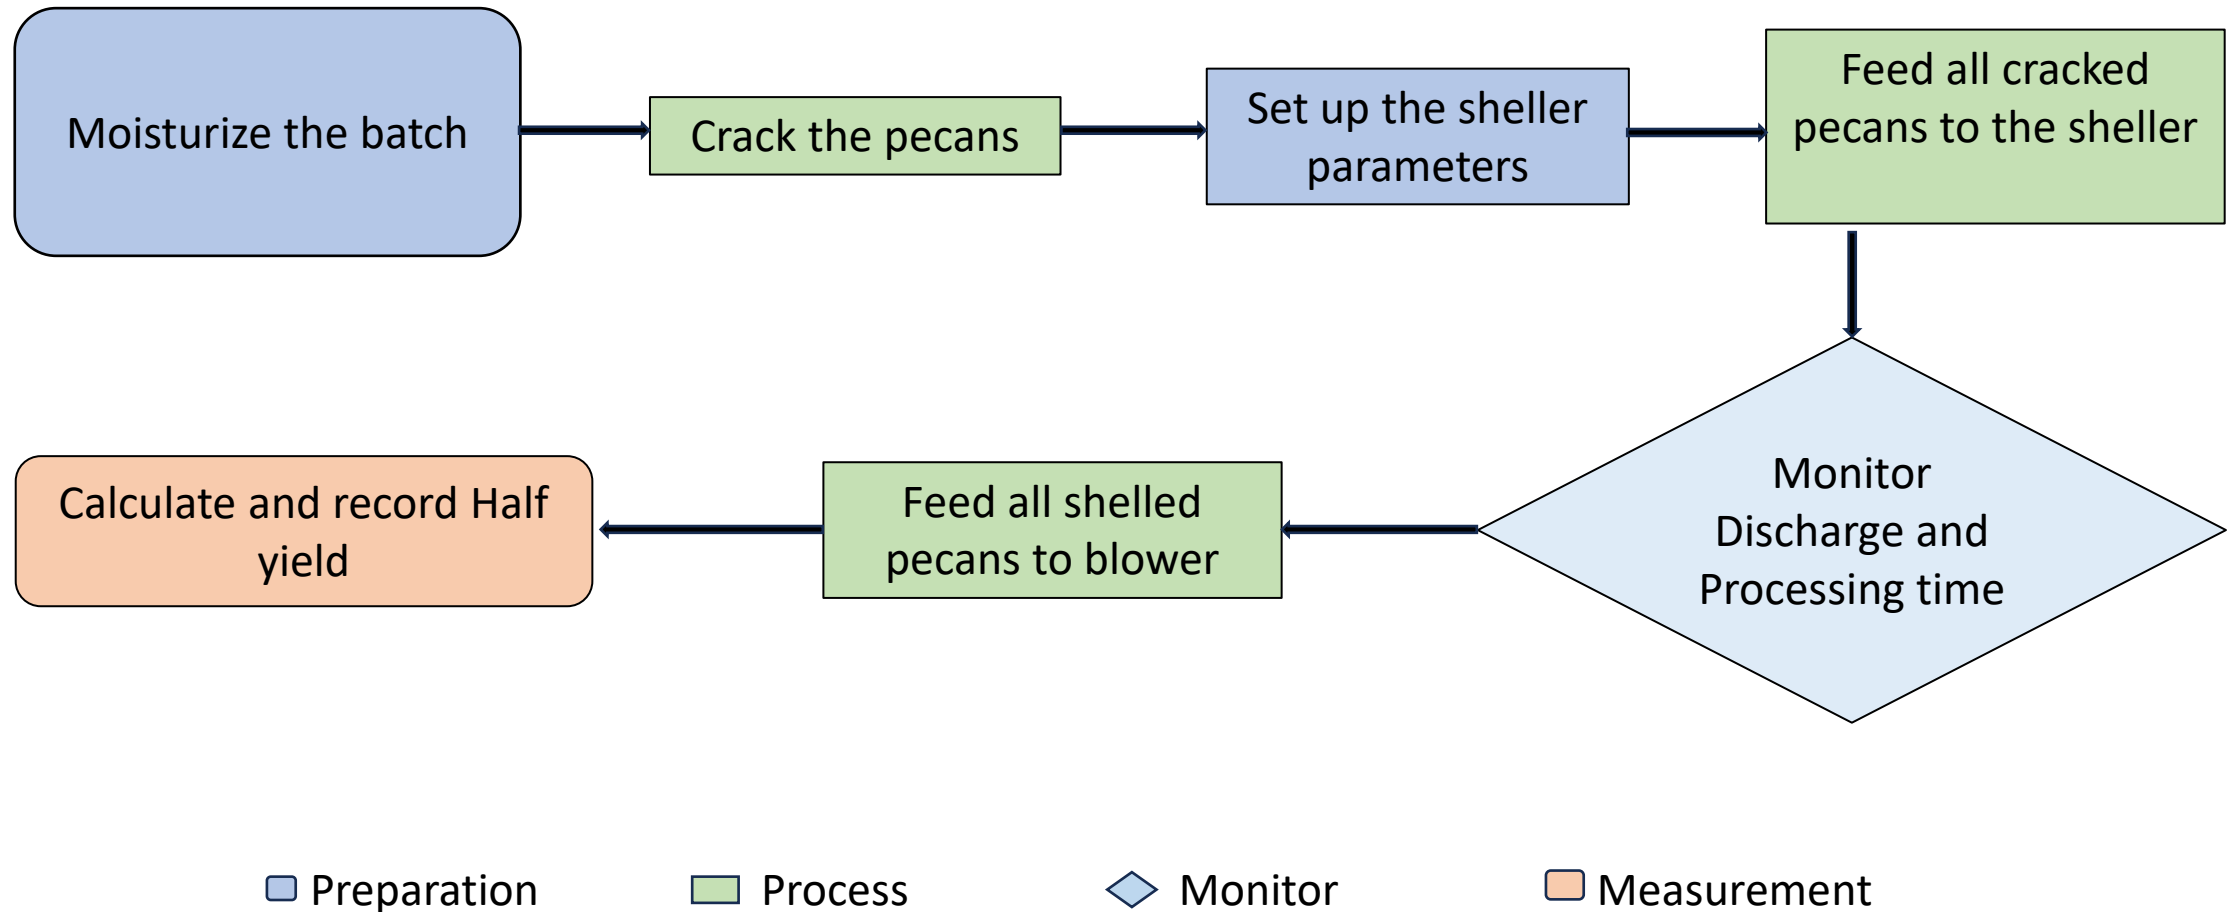 Moisturize the batch
Crack the pecans
Set up the sheller
parameters
Feed all cracked
pecans to the sheller
Monitor
Discharge and
Processing time
Feed all shelled
pecans to blower
Calculate and record Half
yield
Preparation
Process
Monitor
Measurement